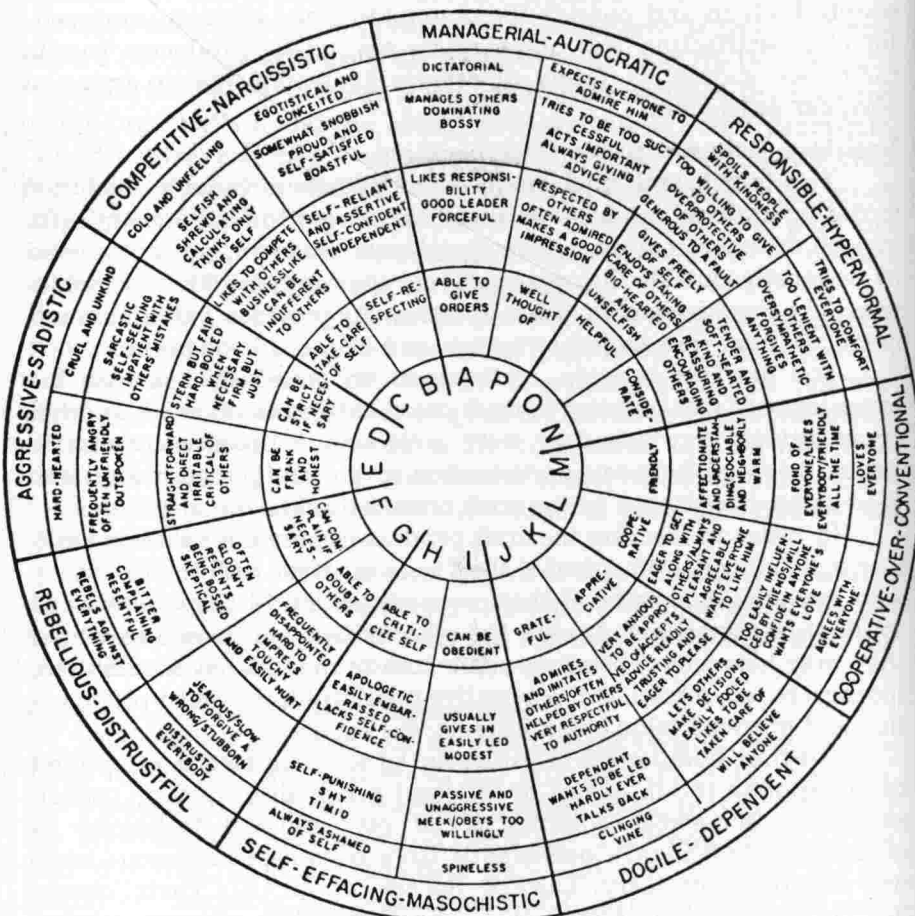 MANAGERIAL-AUTOCRATIC
DICTATORIAL
MANAGES OTHERS
DOMINATING
BOSSY
LIKES RESPONSI-
BILITY
GOOD LEADER
FORCEFUL
ABLE TO
GIVE
ORDERS
A
EXPECTS EVERYONE TO
ADMIRE HIM
TRIES TO BE TOO SUC-
CESSFUL
ACTS IMPORTANT
ALWAYS GIVING
ADVICE
RESPECTED BY
OTHERS
OFTEN ADMIRED
MAKES A GOOD
IMPRESSION
WELL
THOUGHT
OF
P
RESPONSIBLE-HYPERNORMAL
SPOILS PEOPLE
WITH KINDNESS
TOO WILLING TO GIVE
TO OTHERS
OVERPROTECTIVE
OF OTHERS
GENEROUS TO A FAULT
GIVES FREELY
OF SELF
ENJOYS TAKING
CARE OF OTHERS
BIG-HEARTED
AND
UNSELFISH
HELPFUL
O
TRIES TO COMFORT
EVERYONE
TOO LENIENT WITH
OTHERS
OVERSYMPATHETIC
FORGIVES
ANYTHING
TENDER AND
SOFT-HEARTED
KIND AND
REASSURING
ENCOURAGING
OTHERS
CONSIDE-
RATE
N
COOPERATIVE-OVER-CONVENTIONAL
LOVES
EVERYONE
FOND OF
EVERYONE/LIKES
EVERYBODY/FRIENDLY
ALL THE TIME
AFFECTIONATE
AND UNDERSTAN-
DING/SOCIABLE
AND NEIGHBORLY
WARM
FRIENDLY
M
AGREES WITH
EVERYONE
TOO EASILY INFLUEN-
CED BY FRIENDS/WILL
CONFIDE IN ANYONE
WANTS EVERYONE'S
LOVE
EAGER TO GET
ALONG WITH
OTHERS/ALWAYS
PLEASANT AND
AGREEABLE
WANTS EVERYONE
TO LIKE HIM
COOPE-
RATIVE
L
DOCILE-DEPENDENT
WILL BELIEVE
ANYONE
LETS OTHERS
MAKE DECISIONS
EASILY FOOLED
LIKES TO BE
TAKEN CARE OF
VERY ANXIOUS
TO BE APPRO-
VED OF/ACCEPTS
ADVICE READILY
TRUSTING AND
EAGER TO PLEASE
APPRE-
CIATIVE
K
CLINGING
VINE
DEPENDENT
WANTS TO BE LED
HARDLY EVER
TALKS BACK
ADMIRES
AND IMITATES
OTHERS/OFTEN
HELPED BY OTHERS
VERY RESPECTFUL
TO AUTHORITY
GRATE-
FUL
J
SELF-EFFACING-MASOCHISTIC
SPINELESS
PASSIVE AND
UNAGGRESSIVE
MEEK/OBEYS TOO
WILLINGLY
USUALLY
GIVES IN
EASILY LED
MODEST
CAN BE
OBEDIENT
I
ALWAYS ASHAMED
OF SELF
SELF-PUNISHING
SHY
TIMID
APOLOGETIC
EASILY EMBAR-
RASSED
LACKS SELF-CON-
FIDENCE
ABLE TO
CRITI-
CIZE SELF
H
REBELLIOUS-DISTRUSTFUL
DISTRUSTS
EVERYBODY
JEALOUS/SLOW
TO FORGIVE A
WRONG/STUBBORN
FREQUENTLY
DISAPPOINTED
HARD TO
IMPRESS
TOUCHY
AND EASILY HURT
ABLE TO
DOUBT
OTHERS
G
REBELS AGAINST
EVERYTHING
BITTER
COMPLAINING
RESENTFUL
OFTEN
GLOOMY
RESENTS
BEING BOSSED
SKEPTICAL
CAN COM
PLAIN IF
NECES-
SARY
F
AGGRESSIVE-SADISTIC
HARD-HEARTED
FREQUENTLY ANGRY
OFTEN UNFRIENDLY
OUTSPOKEN
STRAIGHTFORWARD
AND DIRECT
IRRITABLE
CRITICAL OF
OTHERS
CAN BE
FRANK
AND
HONEST
E
CRUEL AND UNKIND
SARCASTIC
SELF-SEEKING
IMPATIENT WITH
OTHERS MISTAKES
STERN BUT FAIR
HARD-BOILED
WHEN
NECESSARY
FIRM BUT
JUST
CAN BE
STRICT
IF NECES-
SARY
D
COMPETITIVE-NARCISSISTIC
COLD AND UNFEELING
SELFISH
SHREWD AND
CALCULATING
THINKS ONLY
OF SELF
LIKES TO COMPETE
WITH OTHERS
BUSINESSLIKE
CAN BE
INDIFFERENT
TO OTHERS
ABLE TO
TAKE CARE
OF SELF
C
EGOTISTICAL AND
CONCEITED
SOMEWHAT SNOBBISH
PROUD AND
SELF-SATISFIED
BOASTFUL
SELF-RELIANT
AND ASSERTIVE
SELF-CONFIDENT
INDEPENDENT
SELF-RE-
SPECTING
B